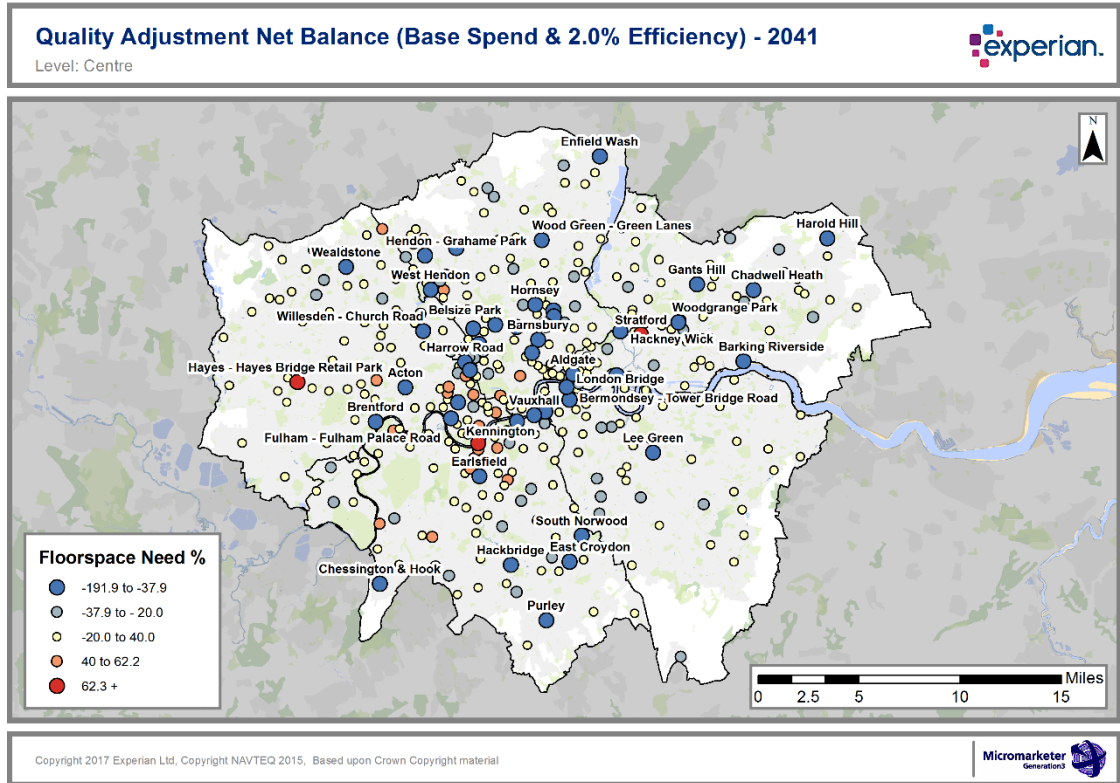 Quality Adjustment Net Balance (Base Spend & 2.0% Efficiency) - 2041
Level: Centre
experian.
N
Enfield Wash
Wood Green - Green Lanes
Harold Hill
Hendon - Grahame Park
Wealdstone
West Hendon
Gants Hill
Chadwell Heath
Hornsey
Willesden - Church Road
Belsize Park
Woodgrange Park
Stratford
Barnsbury
Hackney Wick
Harrow Road
Aldgate
Barking Riverside
Hayes - Hayes Bridge Retail Park
Acton
London Bridge
Brentford
Vauxhall
Bermondsey - Tower Bridge Road
Fulham - Fulham Palace Road
Kennington
Lee Green
Earlsfield
South Norwood
Hackbridge
East Croydon
Chessington & Hook
Purley
Floorspace Need %
-191.9 to -37.9
-37.9 to - 20.0
-20.0 to 40.0
40 to 62.2
62.3 +
Miles
0 2.5 5 10 15
Copyright 2017 Experian Ltd, Copyright NAVTEQ 2015, Based upon Crown Copyright material
Micromarketer
Generation3